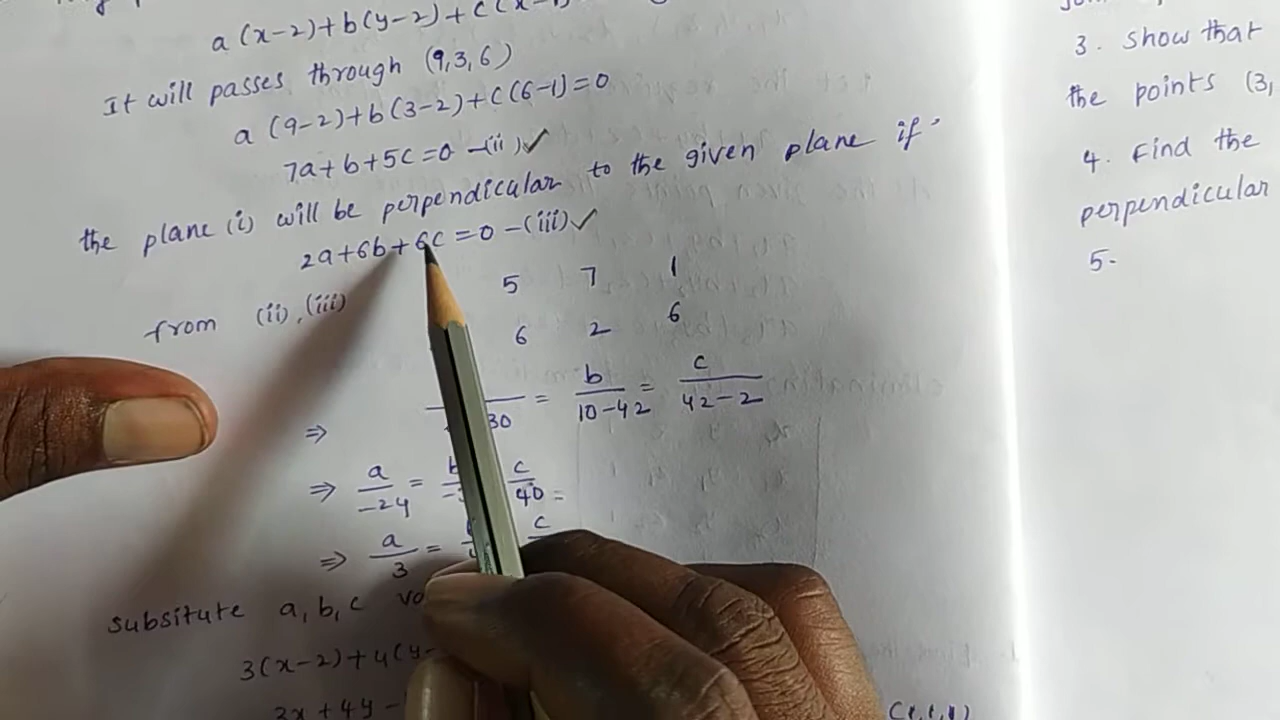 a (x-2)+b(y-2)+c(
It will passes through (9,3,6)
a (9-2)+b(3-2)+c(6-1)=0
7a+b+5c=0 -(ii) ✓
the plane (i) will be perpendicular to the given plane if
2a+6b+6c=0 -(iii) ✓
5 7 1
from (ii),(iii)
6 2 6
30 = b/10-42 = c/42-2
⇒
⇒ a/-24 = c/40 =
⇒ a/3 = c
subsitute a, b, c
3(x-2)+4(y-
3x+4y-
3. Show that
the points (3,
4. Find the
perpendicular
5.